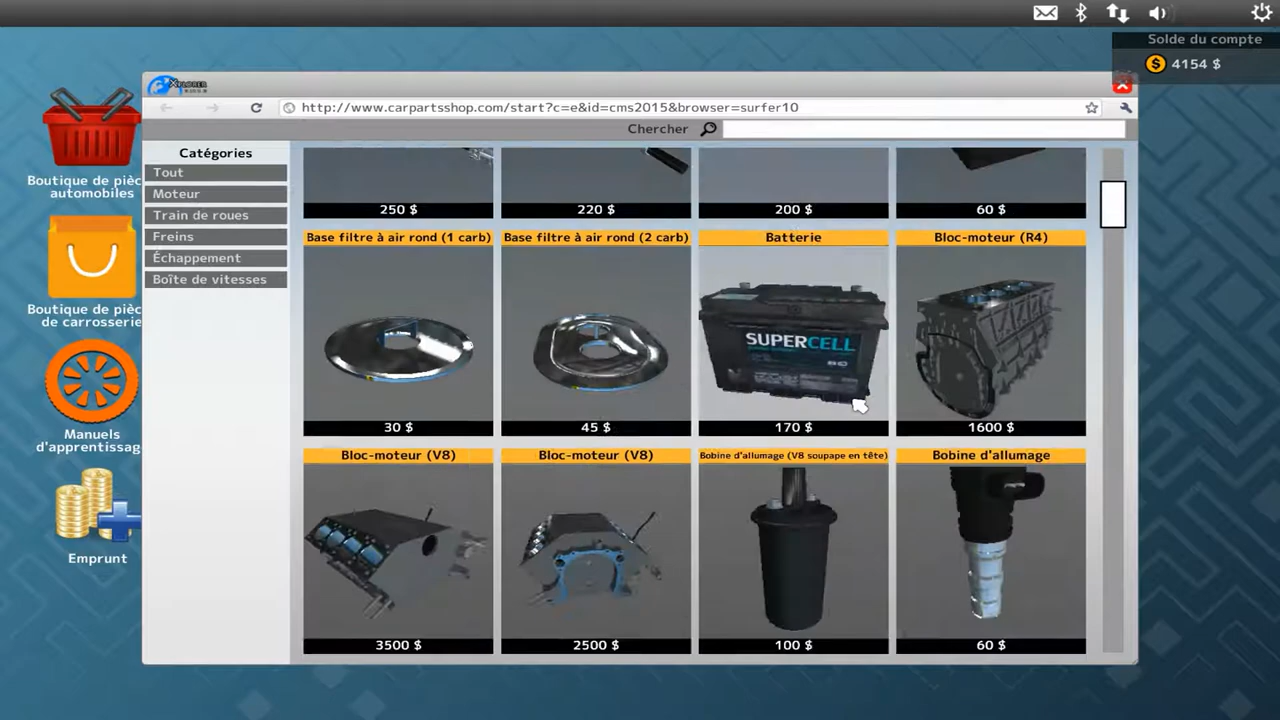 Solde du compte
$ 4154 $
XPLORER
http://www.carpartsshop.com/start?c=e&id=cms2015&browser=surfer10
Chercher
Catégories
Tout
Moteur
Train de roues
Freins
Échappement
Boîte de vitesses
Boutique de pièc
automobiles
Boutique de pièc
de carrosserie
Manuels
d'apprentissag
Emprunt
250 $
220 $
200 $
60 $
Base filtre à air rond (1 carb)
Base filtre à air rond (2 carb)
Batterie
Bloc-moteur (R4)
SUPERCELL
60
30 $
45 $
170 $
1600 $
Bloc-moteur (V8)
Bloc-moteur (V8)
Bobine d'allumage (V8 soupape en tête)
Bobine d'allumage
3500 $
2500 $
100 $
60 $